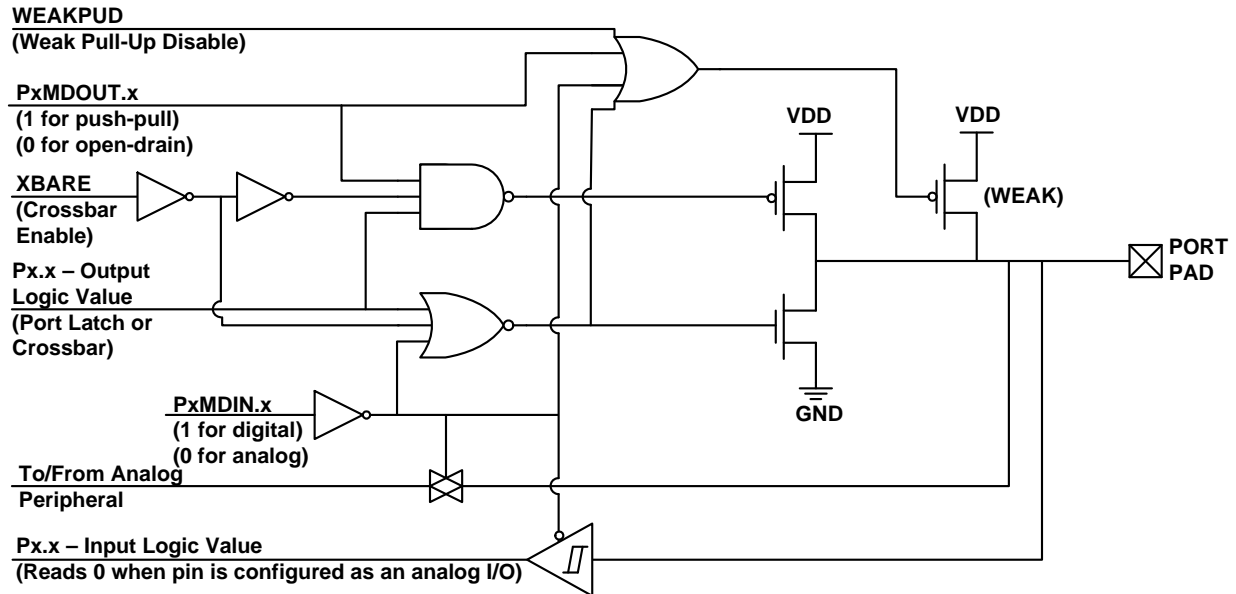 WEAKPUD
(Weak Pull-Up Disable)
PxMDOUT.x
(1 for push-pull)
(0 for open-drain)
XBARE
(Crossbar
Enable)
Px.x – Output
Logic Value
(Port Latch or
Crossbar)
PxMDIN.x
(1 for digital)
(0 for analog)
To/From Analog
Peripheral
Px.x – Input Logic Value
(Reads 0 when pin is configured as an analog I/O)
VDD
VDD
(WEAK)
PORT
PAD
GND